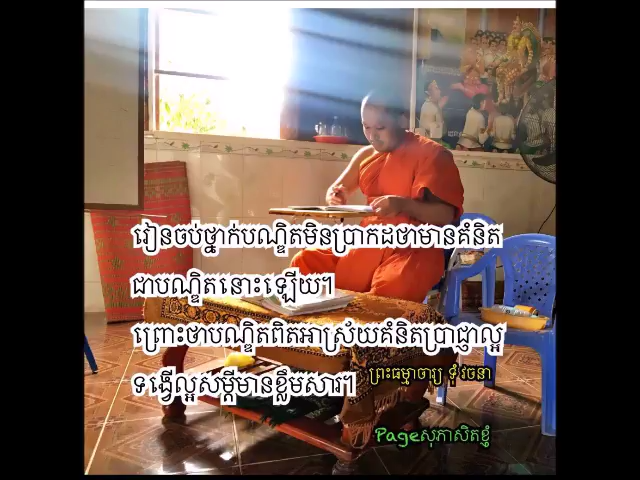 រៀនចប់ថ្នាក់បណ្ឌិតមិនប្រាកដថាមានគំនិត
ជាបណ្ឌិតនោះឡើយ។
ព្រោះថាបណ្ឌិតពិតអាស្រ័យគំនិតប្រាជ្ញាល្អ
ទង្វើល្អសម្ដីមានខ្លឹមសារ។
ព្រះធម្មាចារ្យ ទុំ វចនា
Pageសុភាសិតខ្ញុំ